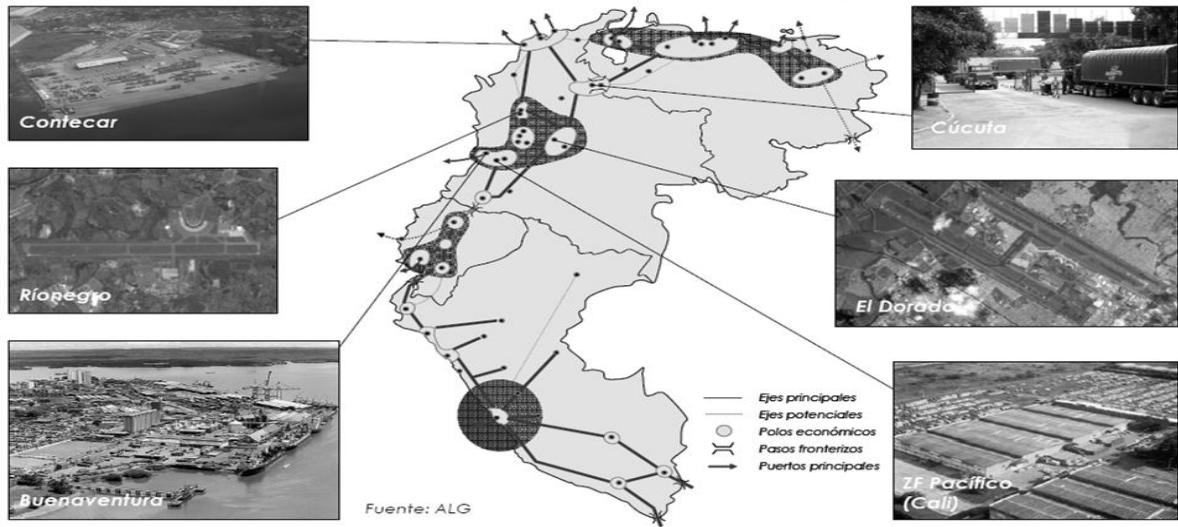 Contecar
Cúcuta
Ríonegro
El Dorado
Buenaventura
Ejes principales
Ejes potenciales
Polos económicos
Pasos fronterizos
Puertos principales
ZF Pacífico
(Cali)
Fuente: ALG